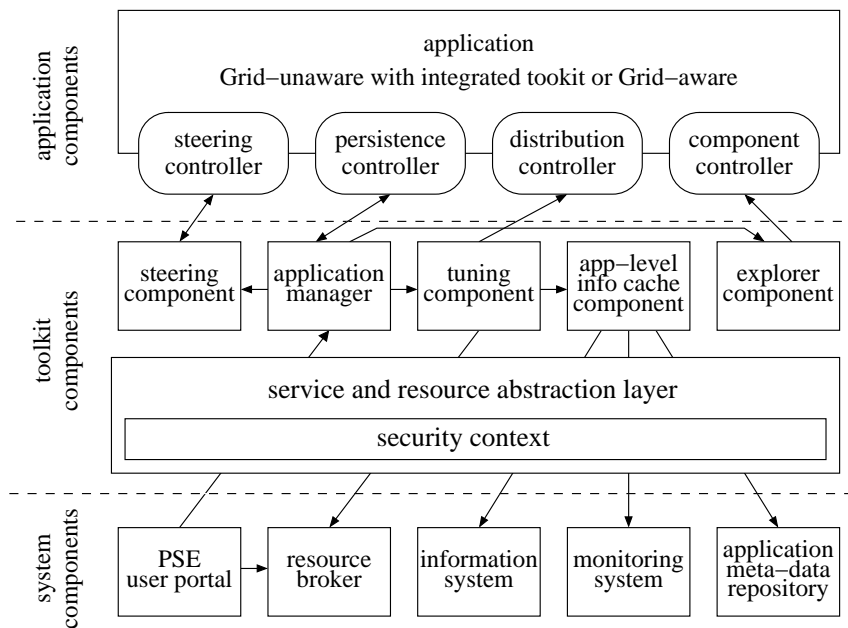 application
components
application
Grid−unaware with integrated tookit or Grid−aware
steering
controller
persistence
controller
distribution
controller
component
controller
toolkit
components
steering
component
application
manager
tuning
component
app−level
info cache
component
explorer
component
service and resource abstraction layer
security context
system
components
PSE
user portal
resource
broker
information
system
monitoring
system
application
meta−data
repository